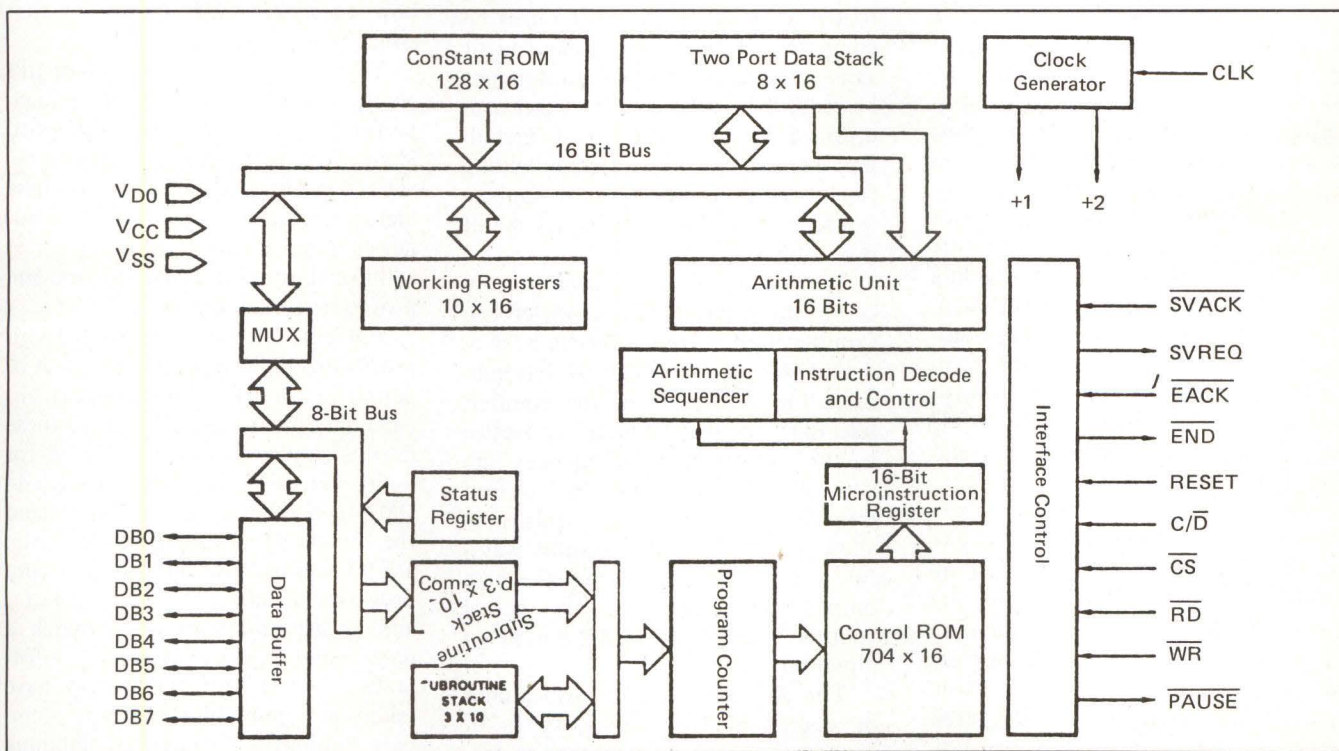 ConStant ROM
128 x 16
Two Port Data Stack
8 x 16
Clock
Generator
CLK
16 Bit Bus
+1
+2
VD0
VCC
VSS
Working Registers
10 x 16
Arithmetic Unit
16 Bits
MUX
8-Bit Bus
Arithmetic
Sequencer
Instruction Decode
and Control
Interface Control
SVACK
SVREQ
EACK
END
RESET
C/D
CS
RD
WR
PAUSE
Status
Register
16-Bit
Microinstruction
Register
DB0
DB1
DB2
DB3
DB4
DB5
DB6
DB7
Data Buffer
Subroutine
Stack
3 x 10
UBROUTINE
STACK
3 X 10
Program Counter
Control ROM
704 x 16